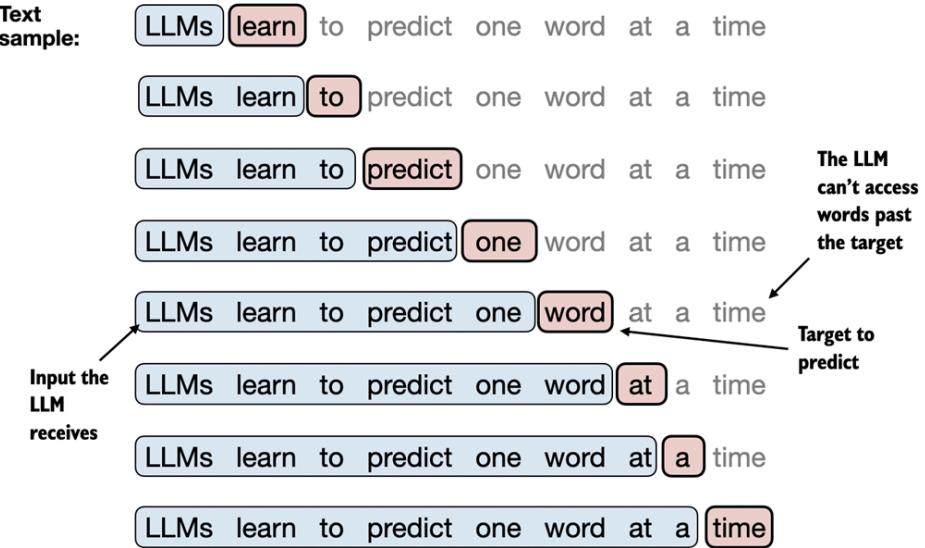 Text
sample:
LLMs learn to predict one word at a time
LLMs learn to predict one word at a time
LLMs learn to predict one word at a time
The LLM
can't access
words past
the target
LLMs learn to predict one word at a time
LLMs learn to predict one word at a time
Target to
predict
Input the
LLM
receives
LLMs learn to predict one word at a time
LLMs learn to predict one word at a time
LLMs learn to predict one word at a time